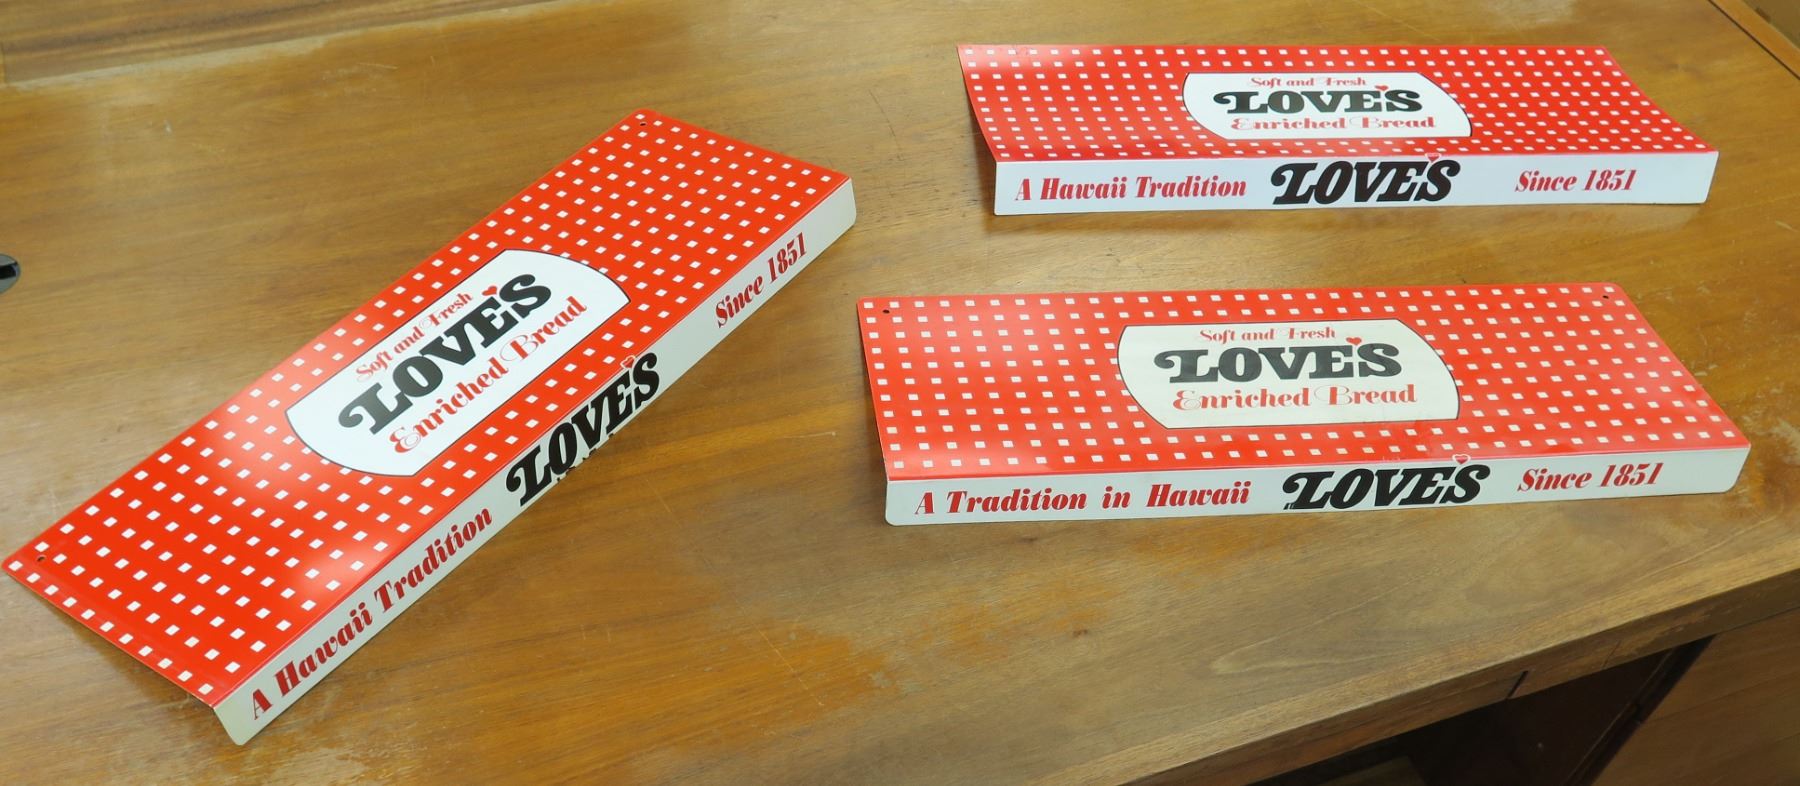 Soft and Fresh
LOVE'S
Enriched Bread
A Hawaii Tradition LOVE'S Since 1851
Soft and Fresh
LOVE'S
Enriched Bread
A Hawaii Tradition LOVE'S Since 1851
Soft and Fresh
LOVE'S
Enriched Bread
A Tradition in Hawaii LOVE'S Since 1851